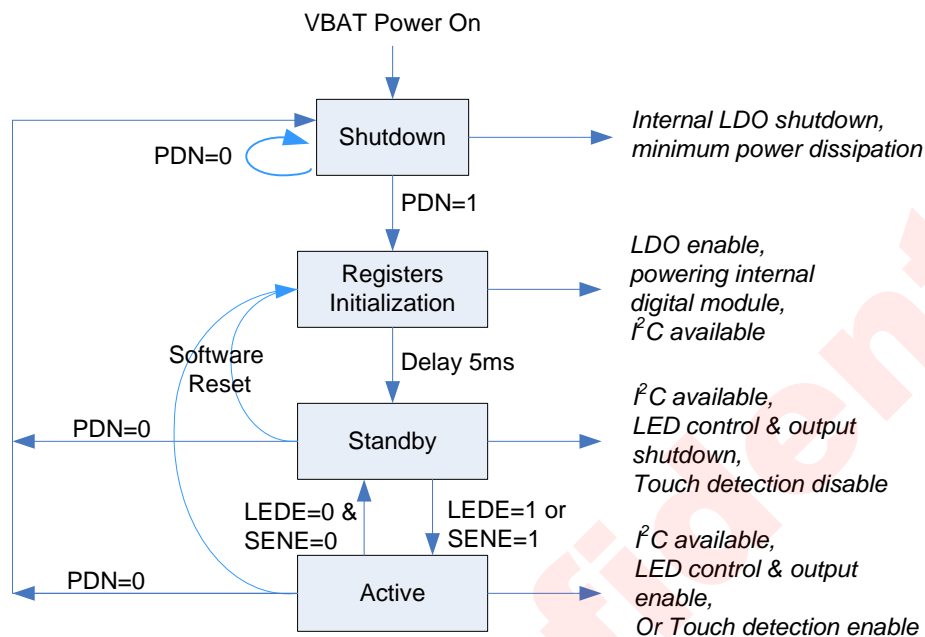 VBAT Power On
Shutdown
PDN=0
Internal LDO shutdown,
minimum power dissipation
PDN=1
Registers
Initialization
LDO enable,
powering internal
digital module,
I²C available
Software
Reset
Delay 5ms
PDN=0
Standby
I²C available,
LED control & output
shutdown,
Touch detection disable
LEDE=0 &
SENE=0
LEDE=1 or
SENE=1
PDN=0
Active
I²C available,
LED control & output
enable,
Or Touch detection enable
fident